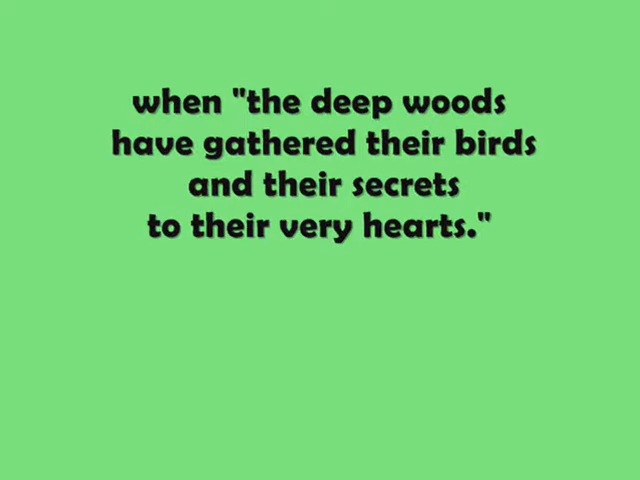 when "the deep woods
have gathered their birds
and their secrets
to their very hearts."